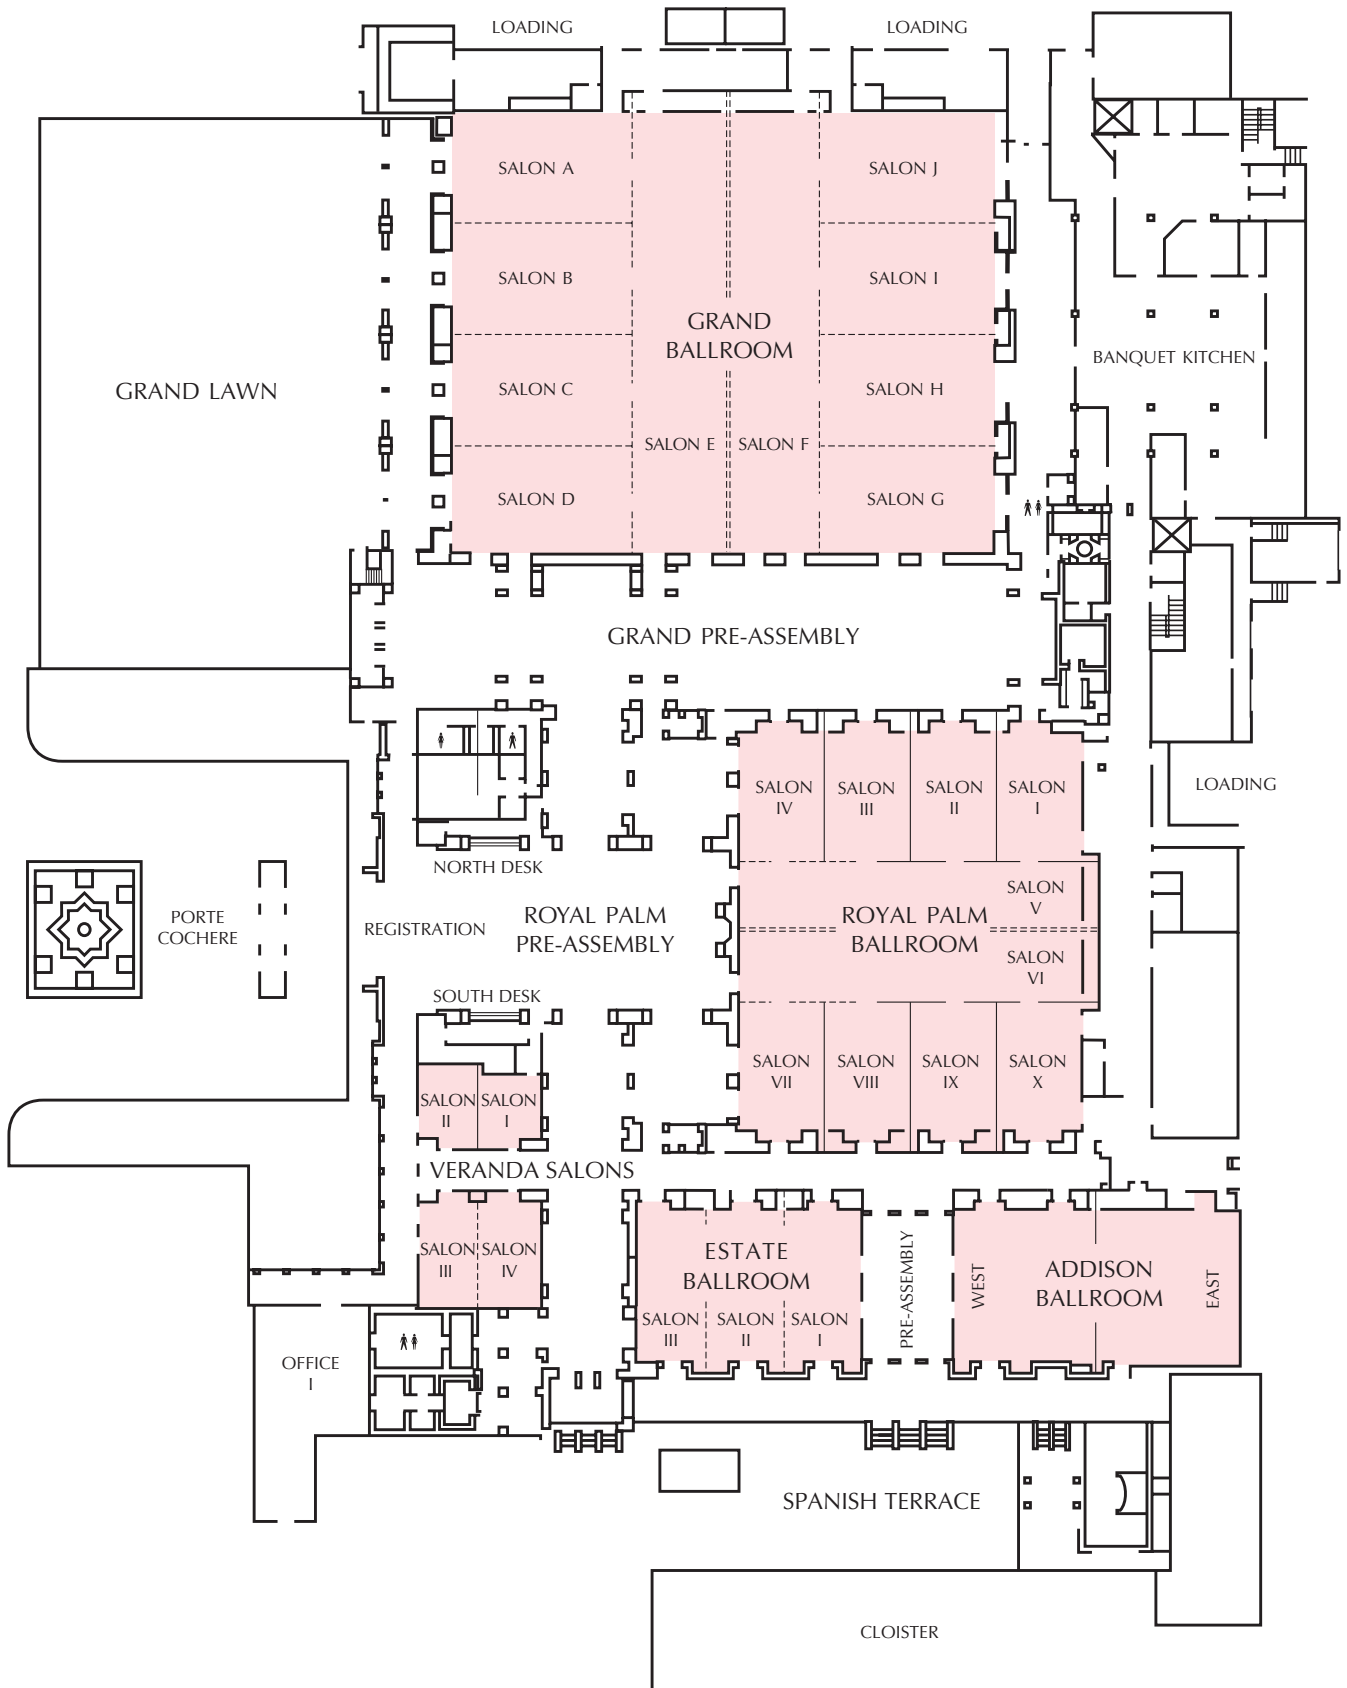 LOADING
LOADING
SALON A
SALON J
SALON B
SALON I
GRAND
BALLROOM
BANQUET KITCHEN
GRAND LAWN
SALON C
SALON H
SALON E
SALON F
SALON D
SALON G
GRAND PRE-ASSEMBLY
SALON
IV
SALON
III
SALON
II
SALON
I
LOADING
NORTH DESK
SALON
V
PORTE
COCHERE
REGISTRATION
ROYAL PALM
PRE-ASSEMBLY
ROYAL PALM
BALLROOM
SALON
VI
SOUTH DESK
SALON
VII
SALON
VIII
SALON
IX
SALON
X
SALON
II
SALON
I
VERANDA SALONS
SALON
III
SALON
IV
ESTATE
BALLROOM
PRE-ASSEMBLY
WEST
ADDISON
BALLROOM
EAST
SALON
III
SALON
II
SALON
I
OFFICE
I
SPANISH TERRACE
CLOISTER